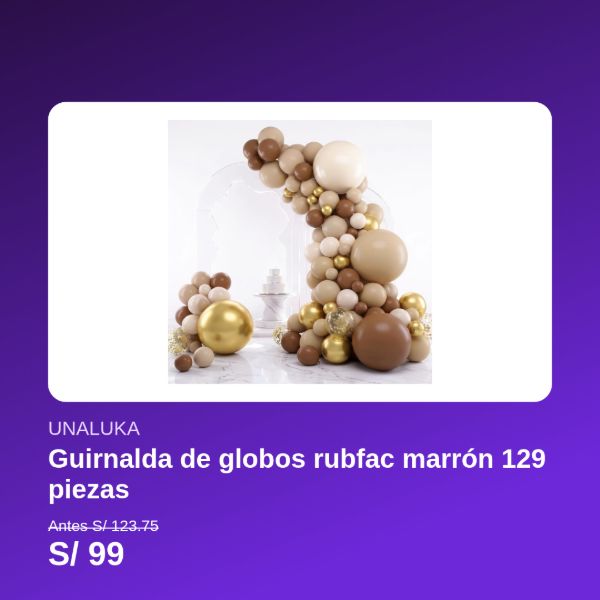 UNALUKA
Guirnalda de globos rubfac marrón 129
piezas
Antes S/ 123.75
S/ 99